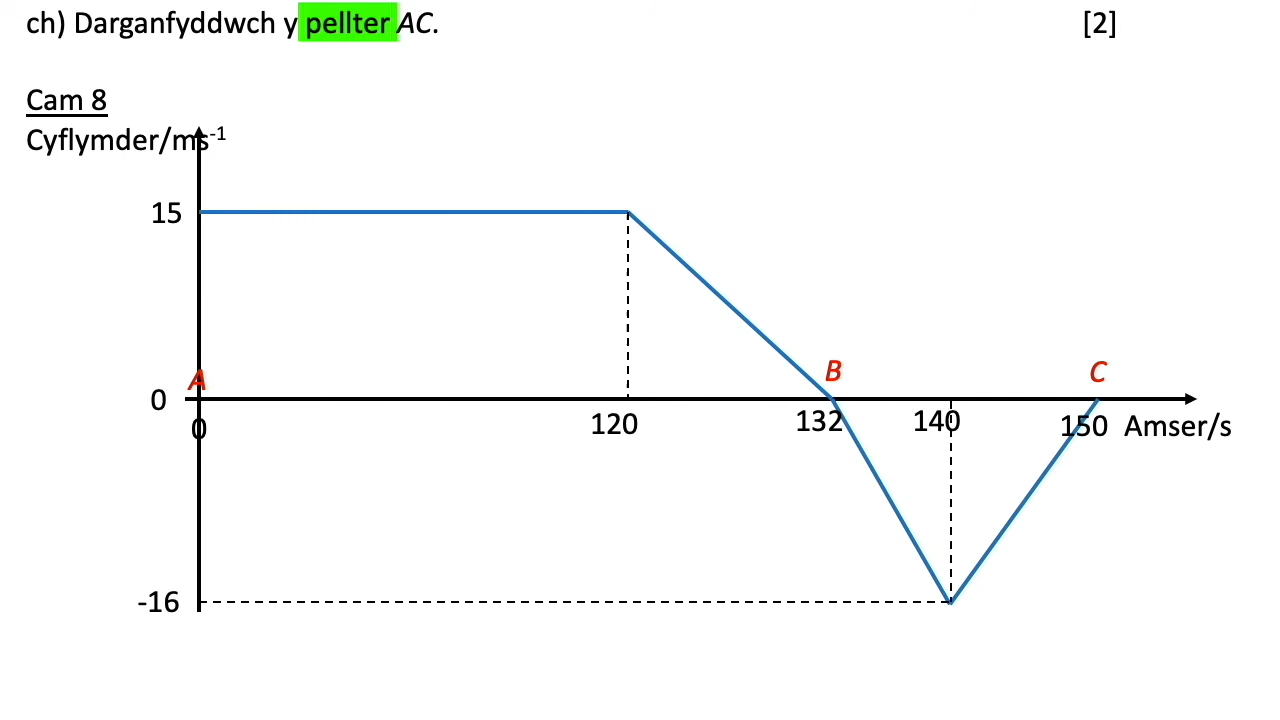 ch) Darganfyddwch y pellter AC. [2]
Cam 8
Cyflymder/ms-1
15
A
B
C
0
0
120
132
140
150 Amser/s
-16